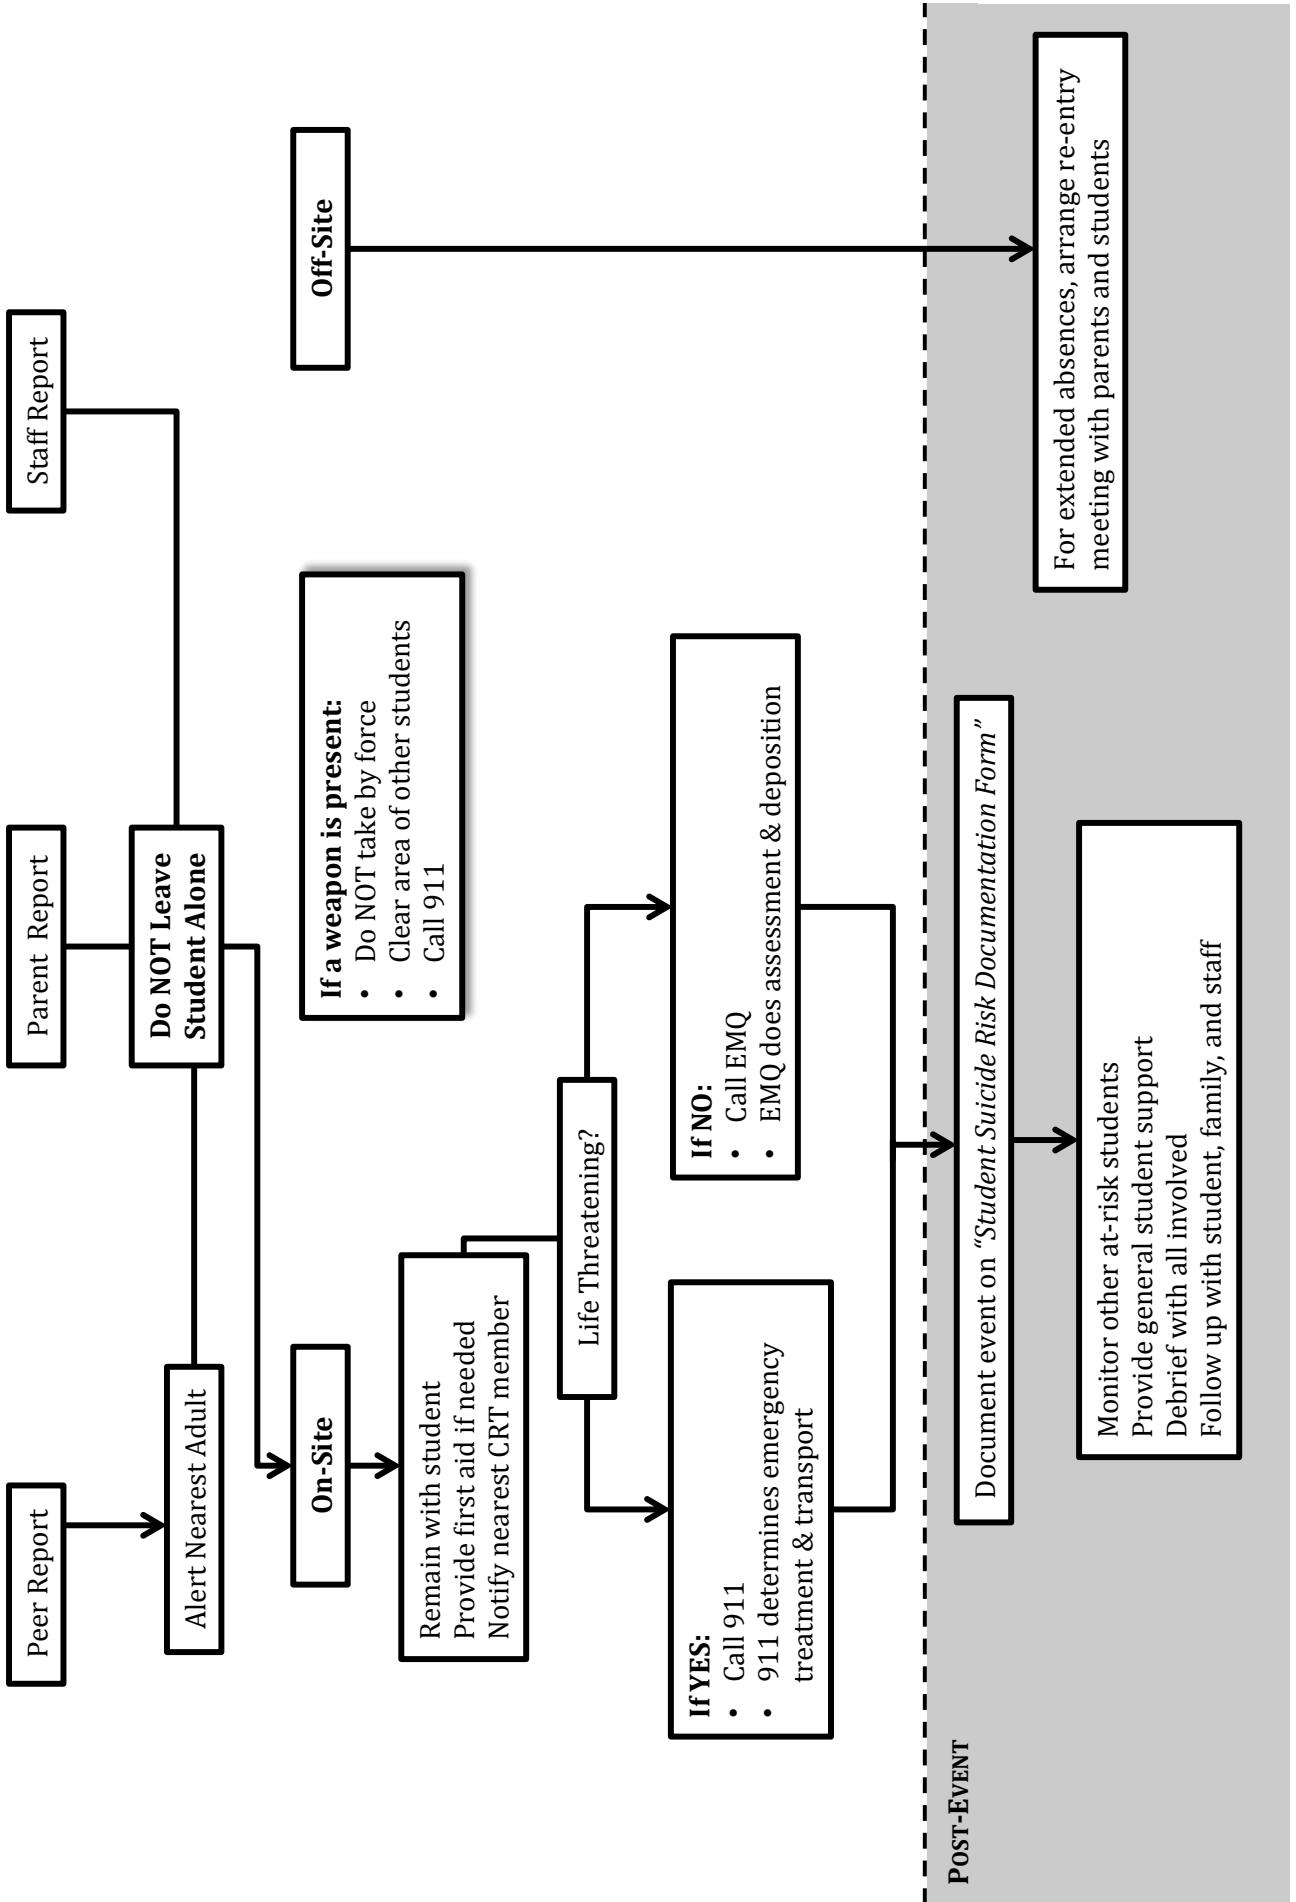 Peer Report
Parent Report
Staff Report
Alert Nearest Adult
Do NOT Leave
Student Alone
On-Site
Off-Site
If a weapon is present:
• Do NOT take by force
• Clear area of other students
• Call 911
Remain with student
Provide first aid if needed
Notify nearest CRT member
Life Threatening?
If YES:
• Call 911
• 911 determines emergency
treatment & transport
If NO:
• Call EMQ
• EMQ does assessment & deposition
POST-EVENT
Document event on “Student Suicide Risk Documentation Form”
For extended absences, arrange re-entry
meeting with parents and students
Monitor other at-risk students
Provide general student support
Debrief with all involved
Follow up with student, family, and staff